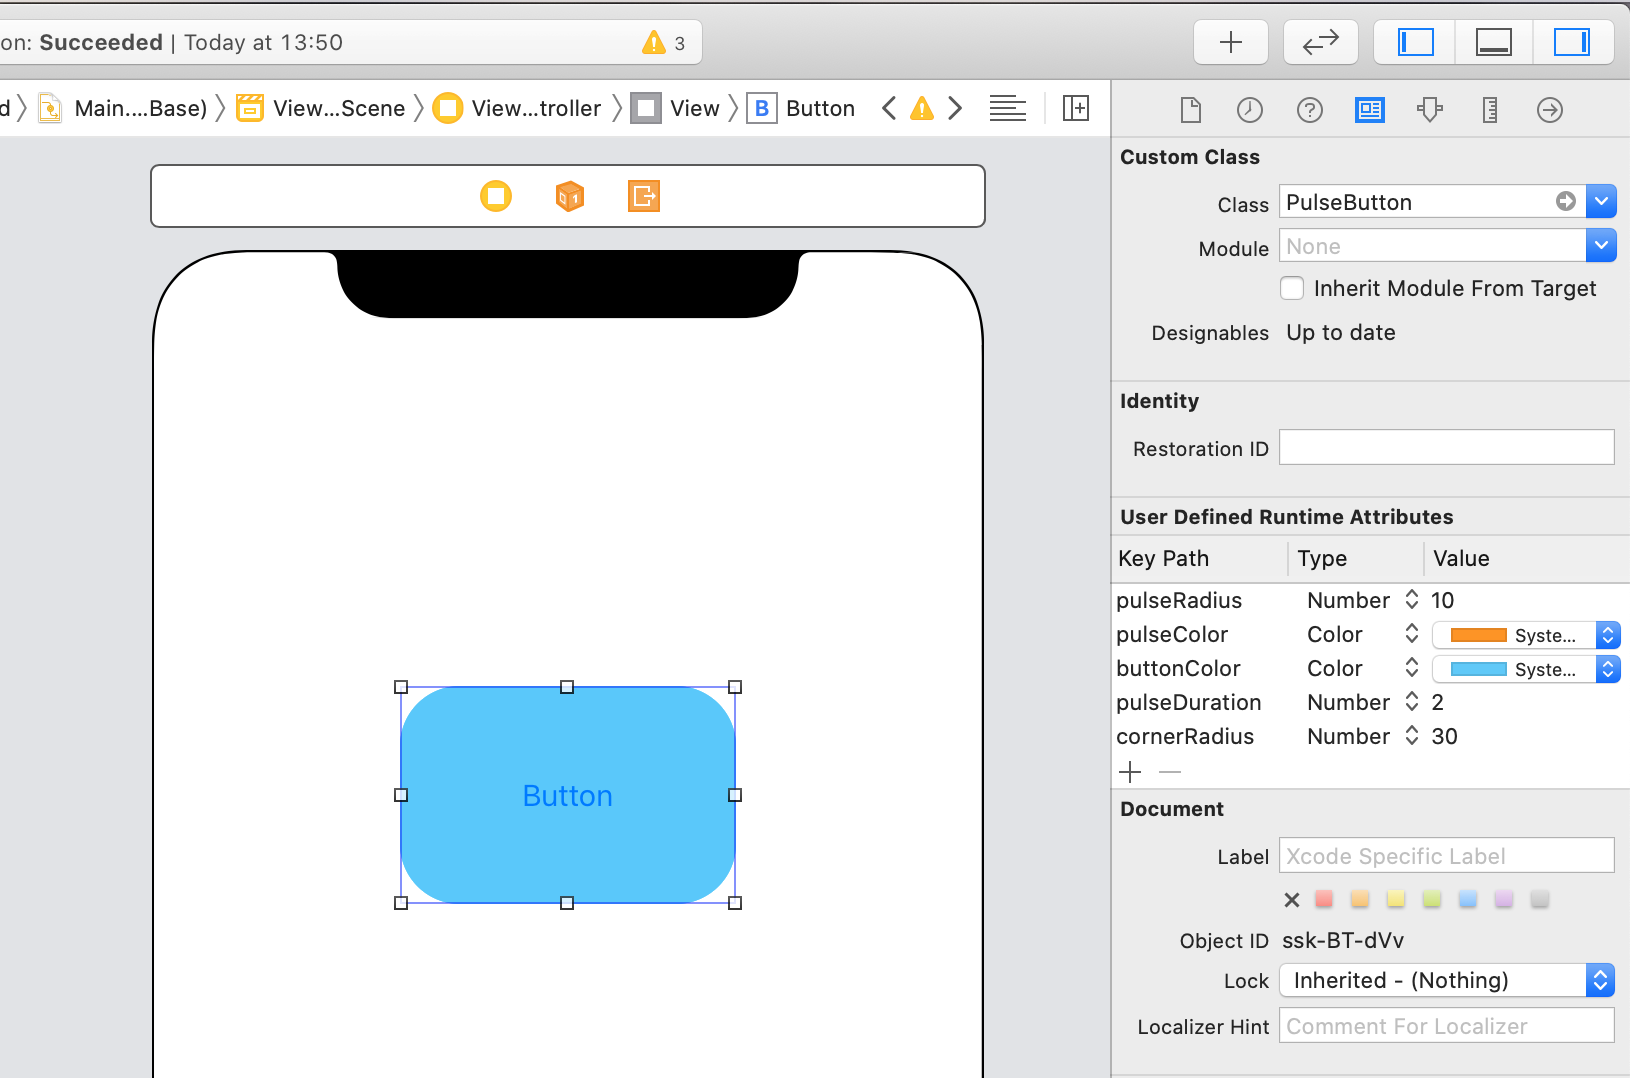 on: Succeeded | Today at 13:50 3
d Main....Base) View...Scene View...troller View B Button
Custom Class
Class PulseButton
Module None
Inherit Module From Target
Designables Up to date
Identity
Restoration ID
User Defined Runtime Attributes
Key Path Type Value
pulseRadius Number 10
pulseColor Color Syste...
buttonColor Color Syste...
pulseDuration Number 2
cornerRadius Number 30
Button
Document
Label Xcode Specific Label
Object ID ssk-BT-dVv
Lock Inherited - (Nothing)
Localizer Hint Comment For Localizer